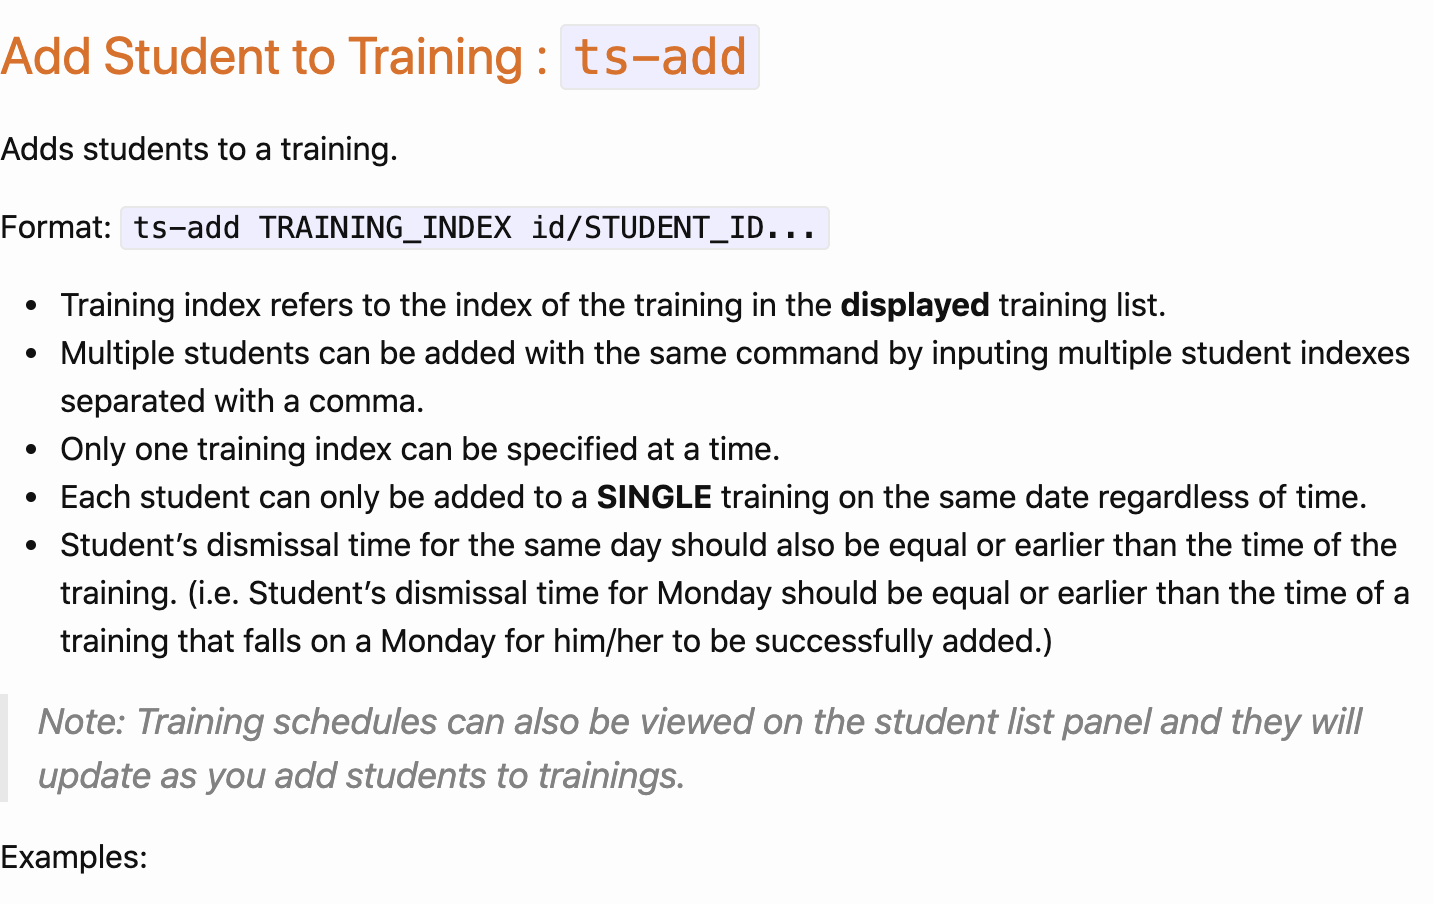 Add Student to Training : ts-add
Adds students to a training.
Format: ts-add TRAINING_INDEX id/STUDENT_ID...
• Training index refers to the index of the training in the displayed training list.
• Multiple students can be added with the same command by inputing multiple student indexes
separated with a comma.
• Only one training index can be specified at a time.
• Each student can only be added to a SINGLE training on the same date regardless of time.
• Student’s dismissal time for the same day should also be equal or earlier than the time of the
training. (i.e. Student’s dismissal time for Monday should be equal or earlier than the time of a
training that falls on a Monday for him/her to be successfully added.)
Note: Training schedules can also be viewed on the student list panel and they will
update as you add students to trainings.
Examples: